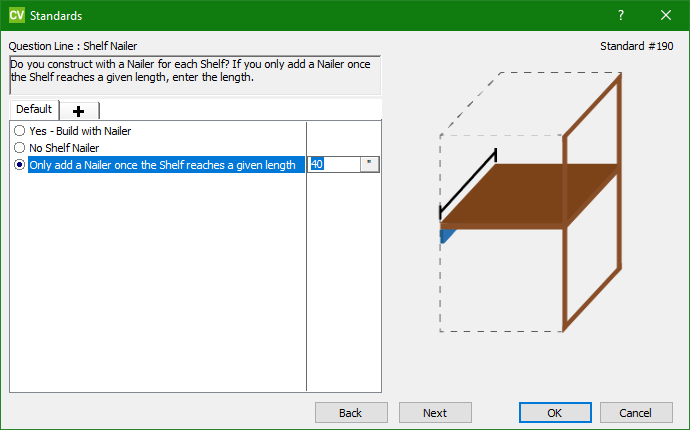 CV Standards ? ×
Question Line : Shelf Nailer Standard #190
Do you construct with a Nailer for each Shelf? If you only add a Nailer once
the Shelf reaches a given length, enter the length.
Default +
Yes - Build with Nailer
No Shelf Nailer
Only add a Nailer once the Shelf reaches a given length 40 "
Back Next OK Cancel